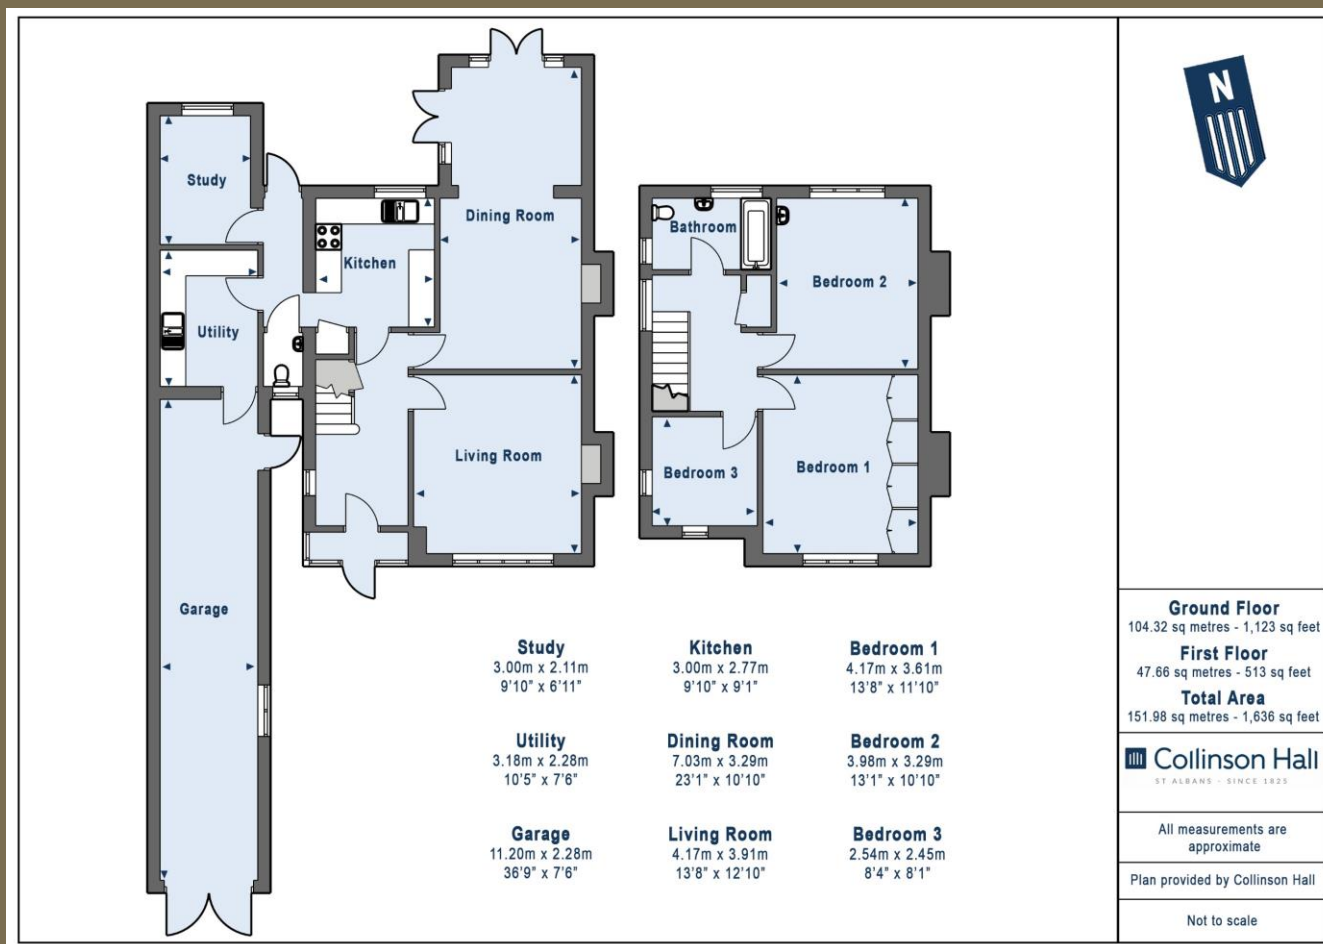 N
Study
Utility
Kitchen
Dining Room
Living Room
Garage
Bathroom
Bedroom 2
Bedroom 1
Bedroom 3
Study
3.00m x 2.11m
9'10" x 6'11"
Kitchen
3.00m x 2.77m
9'10" x 9'1"
Bedroom 1
4.17m x 3.61m
13'8" x 11'10"
Utility
3.18m x 2.28m
10'5" x 7'6"
Dining Room
7.03m x 3.29m
23'1" x 10'10"
Bedroom 2
3.98m x 3.29m
13'1" x 10'10"
Garage
11.20m x 2.28m
36'9" x 7'6"
Living Room
4.17m x 3.91m
13'8" x 12'10"
Bedroom 3
2.54m x 2.45m
8'4" x 8'1"
Ground Floor
104.32 sq metres - 1,123 sq feet
First Floor
47.66 sq metres - 513 sq feet
Total Area
151.98 sq metres - 1,636 sq feet
Collinson Hall
ST ALBANS - SINCE 1825
All measurements are
approximate
Plan provided by Collinson Hall
Not to scale